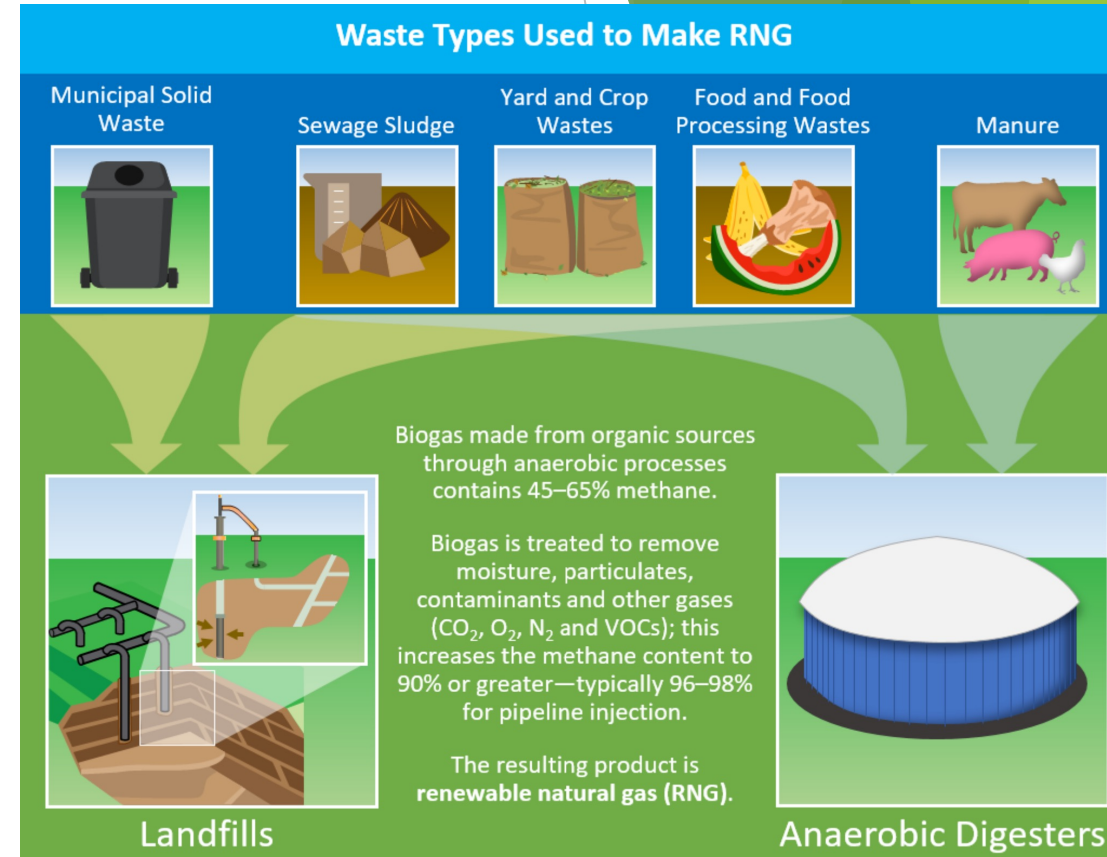 Waste Types Used to Make RNG
Municipal Solid
Waste
Sewage Sludge
Yard and Crop
Wastes
Food and Food
Processing Wastes
Manure
Biogas made from organic sources
through anaerobic processes
contains 45–65% methane.
Biogas is treated to remove
moisture, particulates,
contaminants and other gases
(CO₂, O₂, N₂ and VOCs); this
increases the methane content to
90% or greater—typically 96–98%
for pipeline injection.
The resulting product is
renewable natural gas (RNG).
Landfills
Anaerobic Digesters